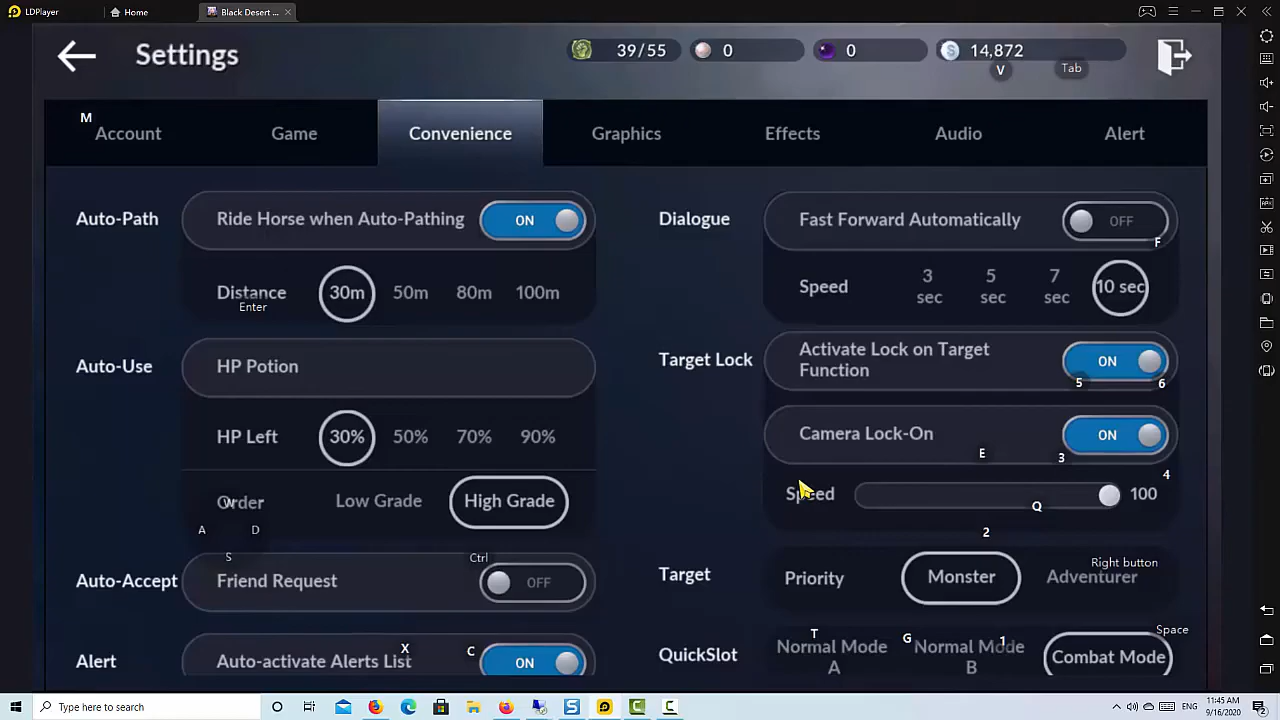 LDPlayer
Home
Black Desert ...
Settings
39/55
0
0
14,872
V
Tab
M
Account
Game
Convenience
Graphics
Effects
Audio
Alert
Auto-Path
Ride Horse when Auto-Pathing
ON
Distance
30m
50m
80m
100m
Enter
Auto-Use
HP Potion
HP Left
30%
50%
70%
90%
Order
Low Grade
High Grade
W
A
D
S
Ctrl
Auto-Accept
Friend Request
OFF
Alert
Auto-activate Alerts List
ON
X
C
Dialogue
Fast Forward Automatically
OFF
F
Speed
3 sec
5 sec
7 sec
10 sec
Target Lock
Activate Lock on Target
Function
ON
5
6
Camera Lock-On
ON
E
3
4
Speed
100
Q
2
Right button
Target
Priority
Monster
Adventurer
Space
T
G
1
QuickSlot
Normal Mode
A
Normal Mode
B
Combat Mode
Type here to search
11:45 AM
9/16/2020
2